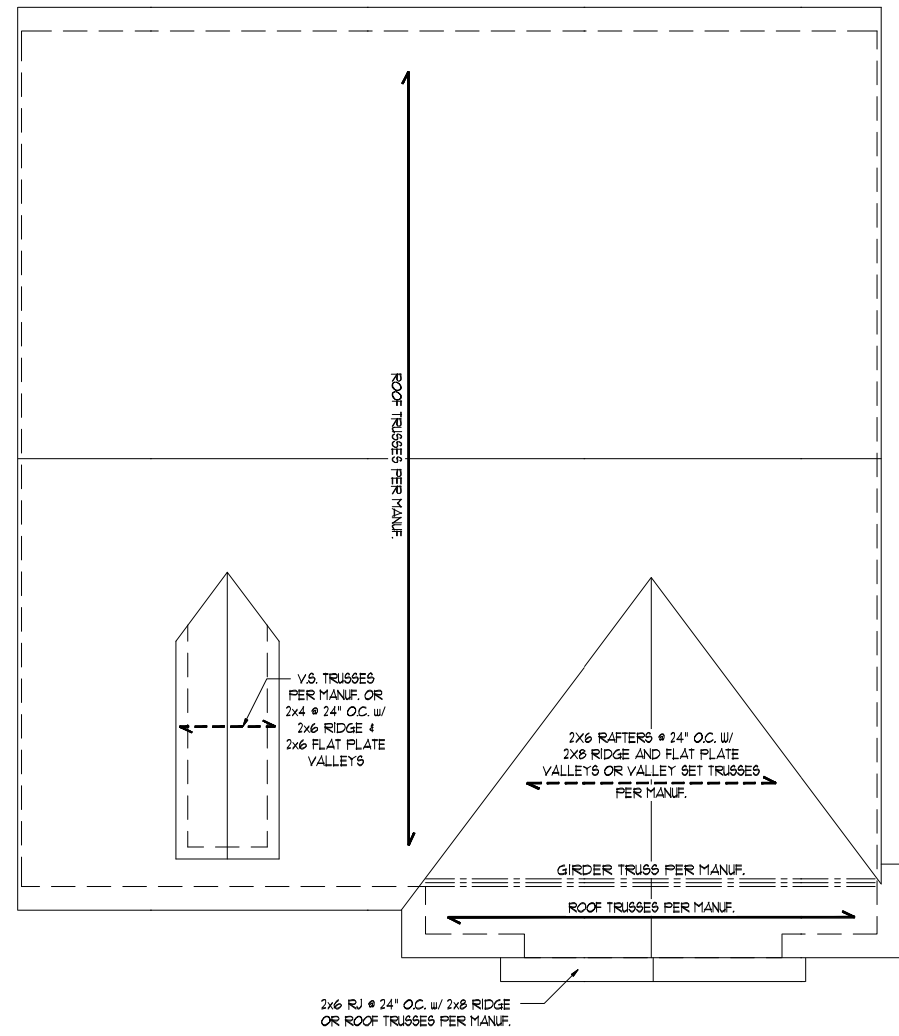 ROOF TRUSSES PER MANUF.
V.S. TRUSSES
PER MANUF. OR
2x4 @ 24" O.C. w/
2x6 RIDGE &
2x6 FLAT PLATE
VALLEYS
2X6 RAFTERS @ 24" O.C. W/
2X8 RIDGE AND FLAT PLATE
VALLEYS OR VALLEY SET TRUSSES
PER MANUF.
GIRDER TRUSS PER MANUF.
ROOF TRUSSES PER MANUF.
2x6 RJ @ 24" O.C. w/ 2x8 RIDGE
OR ROOF TRUSSES PER MANUF.